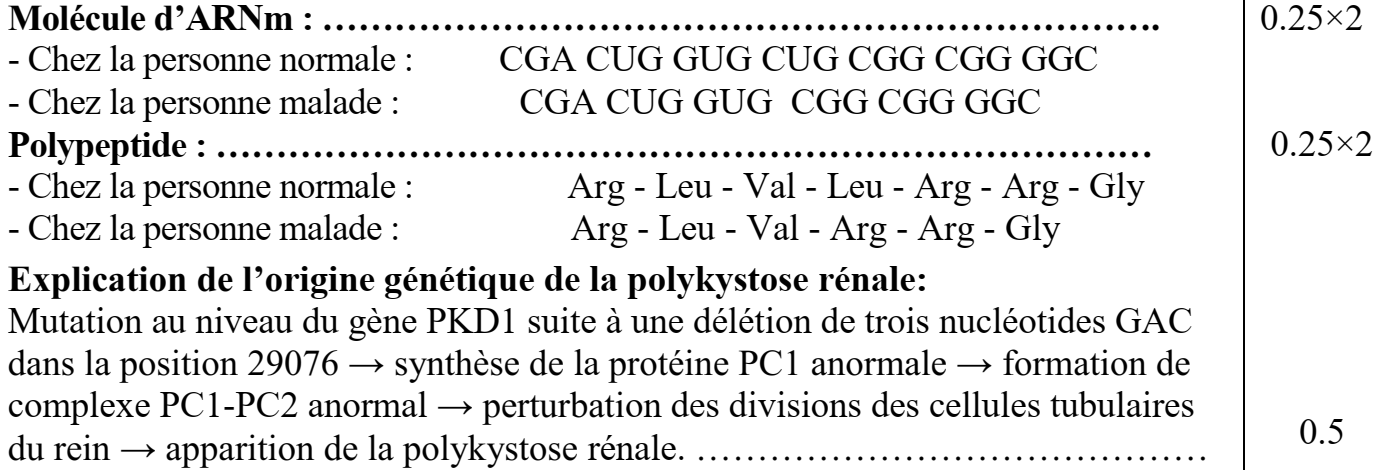 Molécule d’ARNm : ……………………………………………………………. 0.25×2
- Chez la personne normale : CGA CUG GUG CUG CGG CGG GGC
- Chez la personne malade : CGA CUG GUG CGG CGG GGC
Polypeptide : …………………………………………………………………… 0.25×2
- Chez la personne normale : Arg - Leu - Val - Leu - Arg - Arg - Gly
- Chez la personne malade : Arg - Leu - Val - Arg - Arg - Gly
Explication de l’origine génétique de la polykystose rénale:
Mutation au niveau du gène PKD1 suite à une délétion de trois nucléotides GAC
dans la position 29076 → synthèse de la protéine PC1 anormale → formation de
complexe PC1-PC2 anormal → perturbation des divisions des cellules tubulaires
du rein → apparition de la polykystose rénale. …………………………………… 0.5